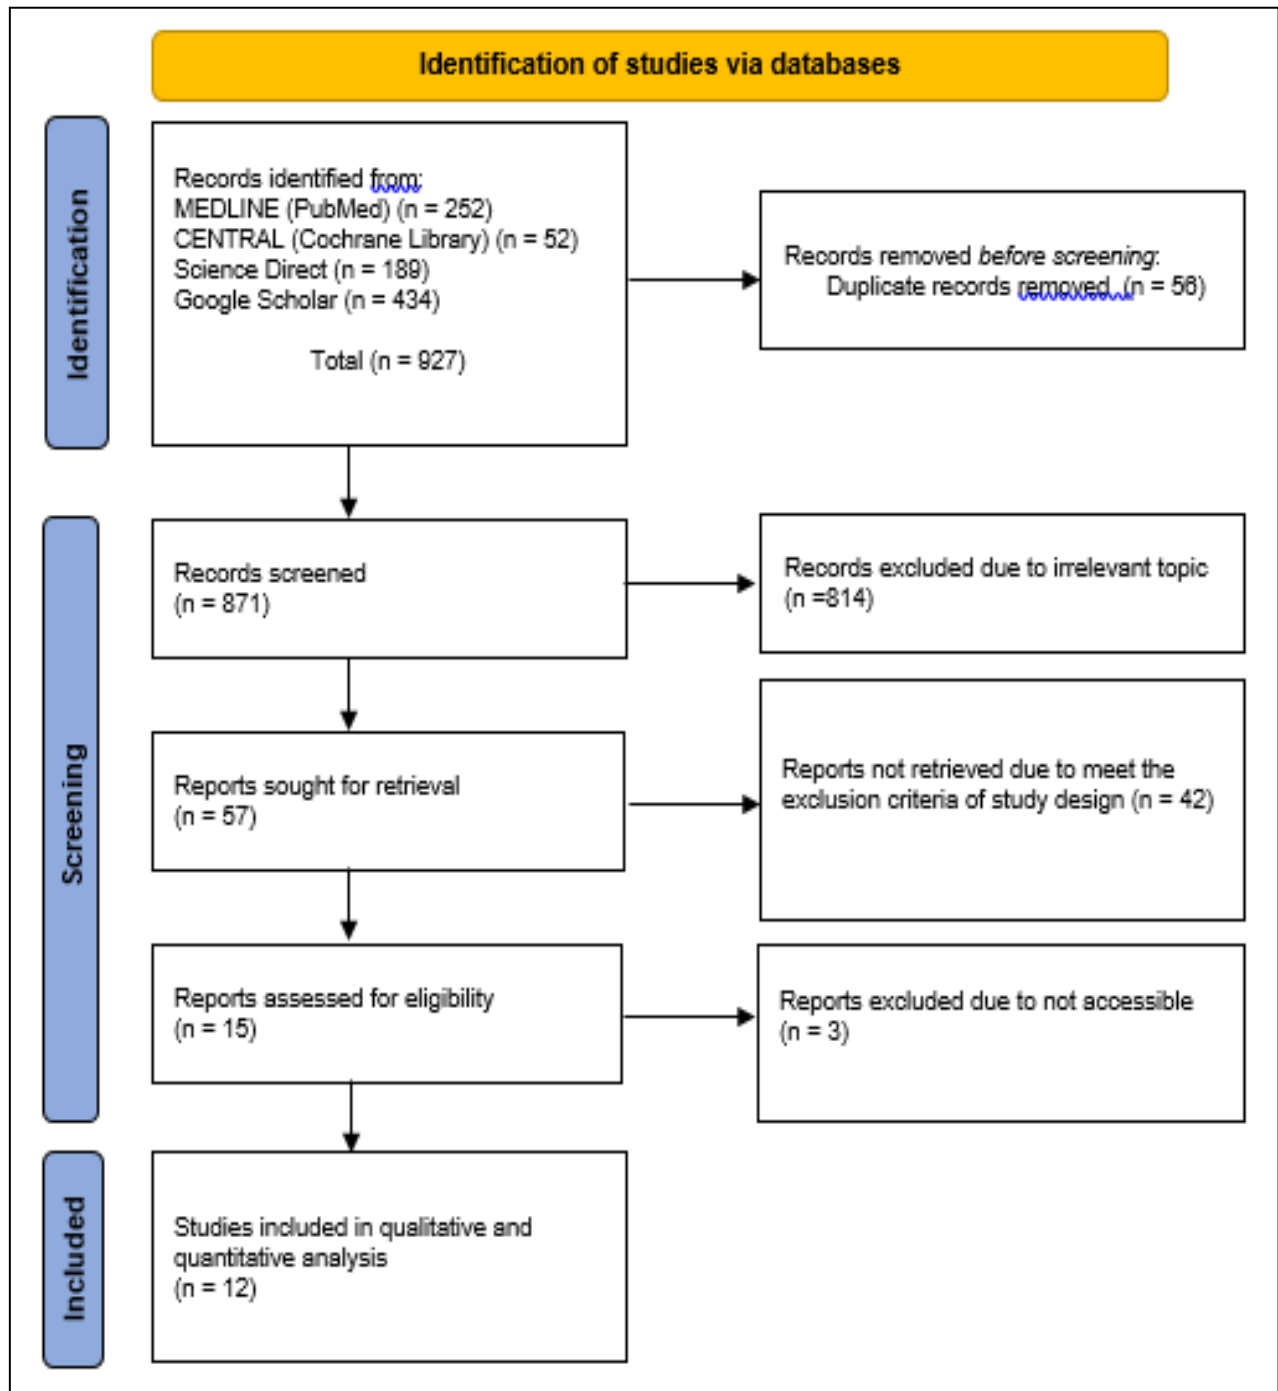 Identification of studies via databases
Identification
Records identified from:
MEDLINE (PubMed) (n = 252)
CENTRAL (Cochrane Library) (n = 52)
Science Direct (n = 189)
Google Scholar (n = 434)
Total (n = 927)
Records removed before screening:
Duplicate records removed (n = 56)
Screening
Records screened
(n = 871)
Records excluded due to irrelevant topic
(n =814)
Reports sought for retrieval
(n = 57)
Reports not retrieved due to meet the
exclusion criteria of study design (n = 42)
Reports assessed for eligibility
(n = 15)
Reports excluded due to not accessible
(n = 3)
Included
Studies included in qualitative and
quantitative analysis
(n = 12)